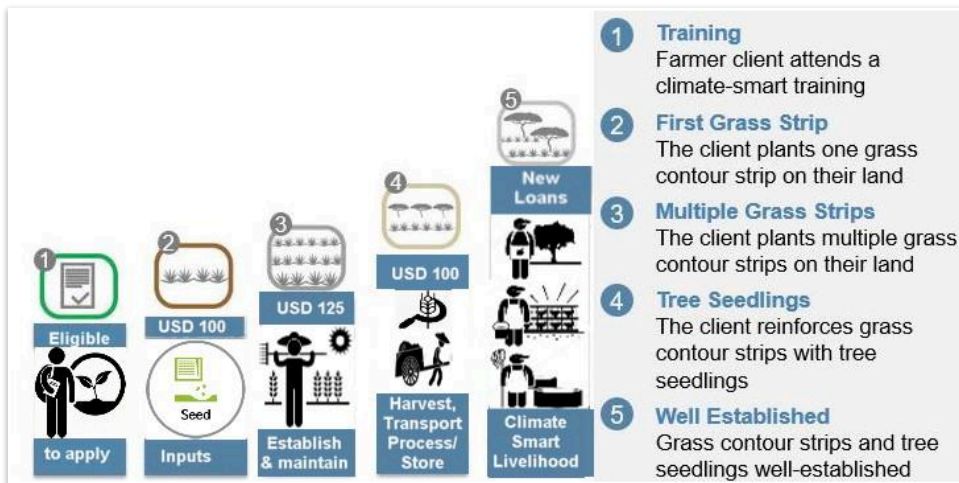 1
Eligible
to apply
2
USD 100
Seed
Inputs
3
USD 125
Establish
& maintain
4
USD 100
Harvest,
Transport
Process/
Store
5
New
Loans
Climate
Smart
Livelihood
1 Training
Farmer client attends a
climate-smart training
2 First Grass Strip
The client plants one grass
contour strip on their land
3 Multiple Grass Strips
The client plants multiple grass
contour strips on their land
4 Tree Seedlings
The client reinforces grass
contour strips with tree
seedlings
5 Well Established
Grass contour strips and tree
seedlings well-established